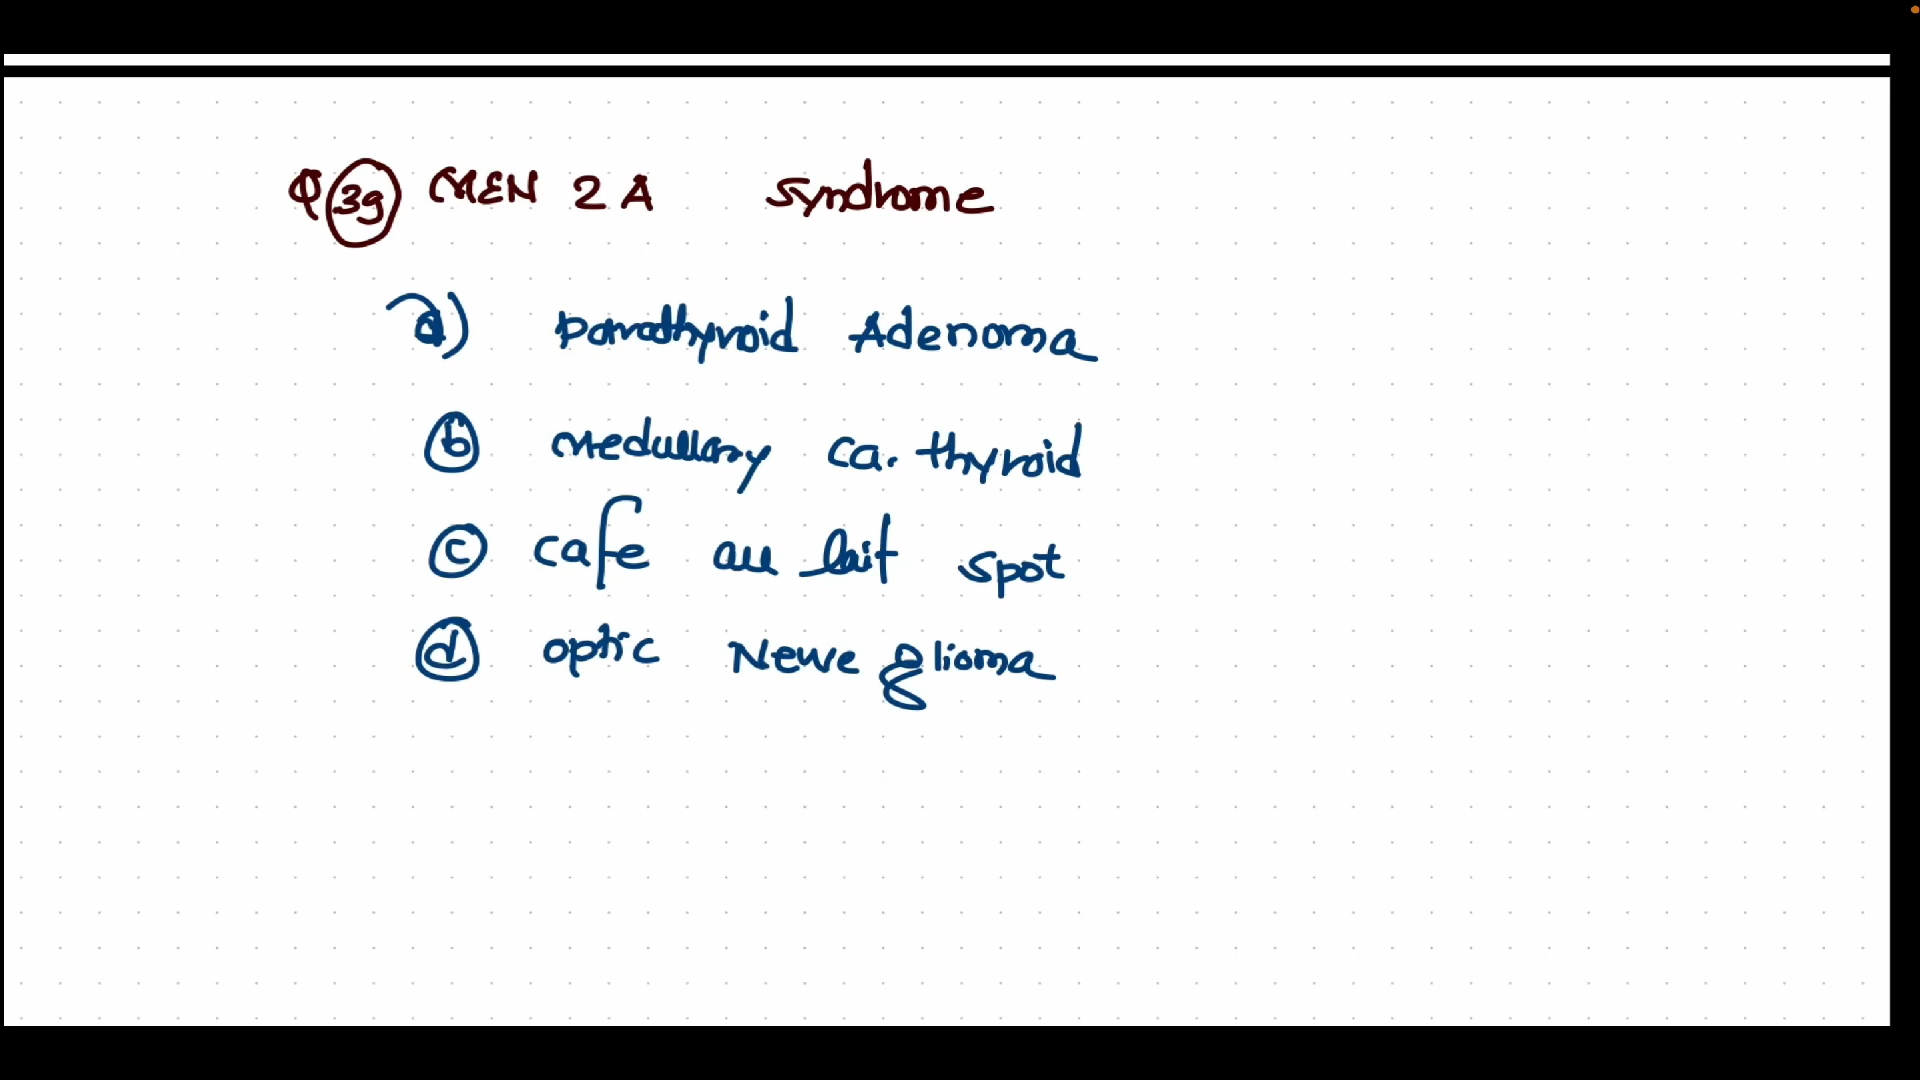 Q 39 MEN 2A Syndrome
a) Parathyroid Adenoma
b medullary ca. thyroid
c cafe au lait spot
d optic Nerve glioma